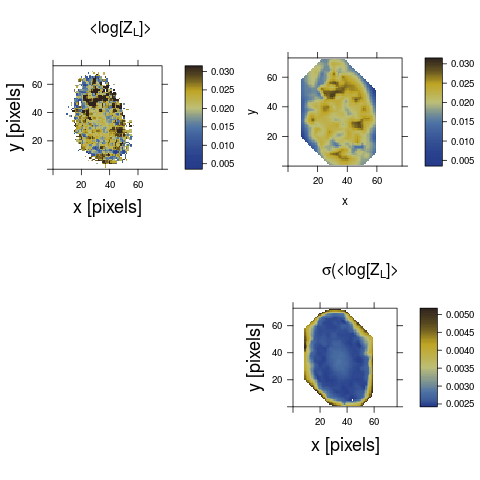 <log[Z_L]>
60
40
20
20 40 60
y [pixels]
x [pixels]
0.030
0.025
0.020
0.015
0.010
0.005
60
40
20
20 40 60
y
x
0.030
0.025
0.020
0.015
0.010
0.005
σ(<log[Z_L]>
60
40
20
20 40 60
y [pixels]
x [pixels]
0.0050
0.0045
0.0040
0.0035
0.0030
0.0025